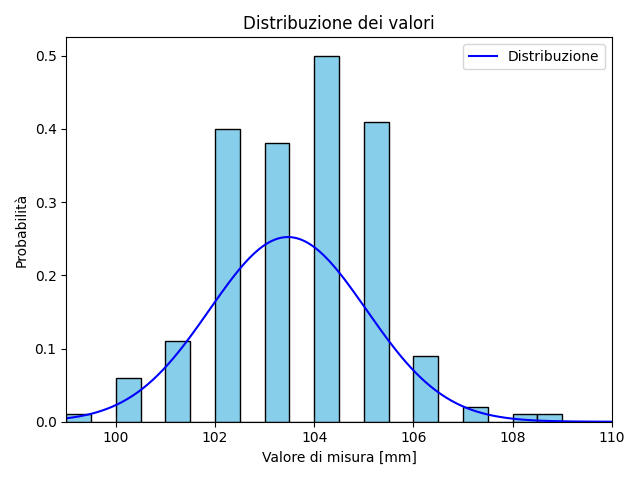 Distribuzione dei valori
Distribuzione
Probabilità
0.5
0.4
0.3
0.2
0.1
0.0
100 102 104 106 108 110
Valore di misura [mm]